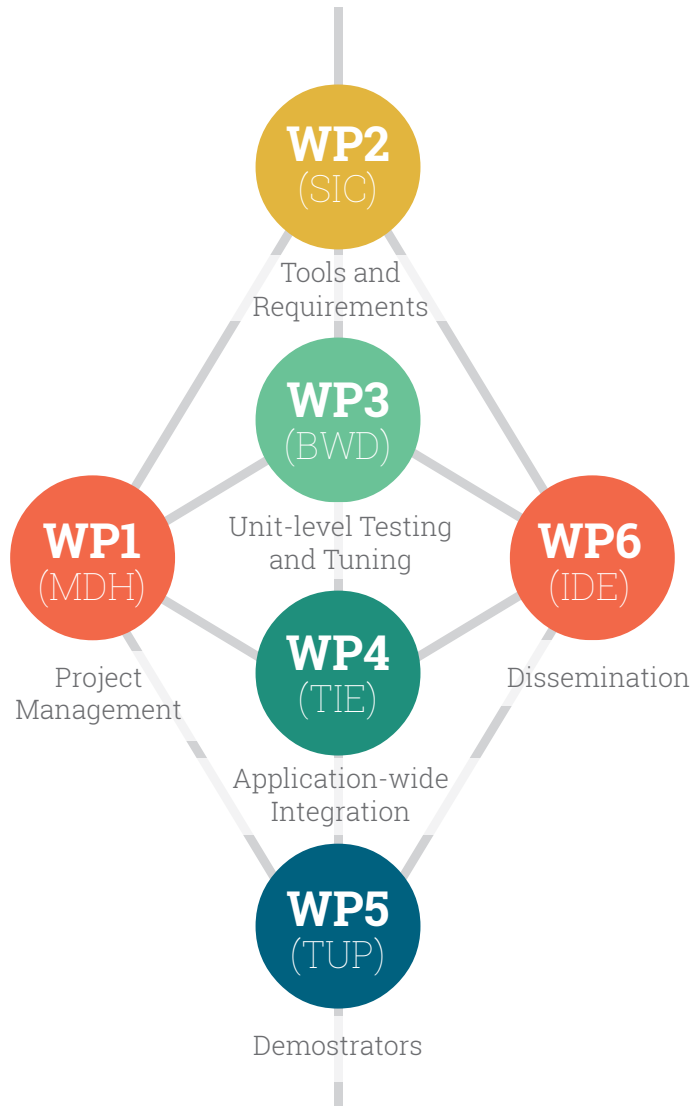 WP2
(SIC)
Tools and
Requirements
WP3
(BWD)
Unit-level Testing
and Tuning
WP1
(MDH)
Project
Management
WP6
(IDE)
Dissemination
WP4
(TIE)
Application-wide
Integration
WP5
(TUP)
Demostrators